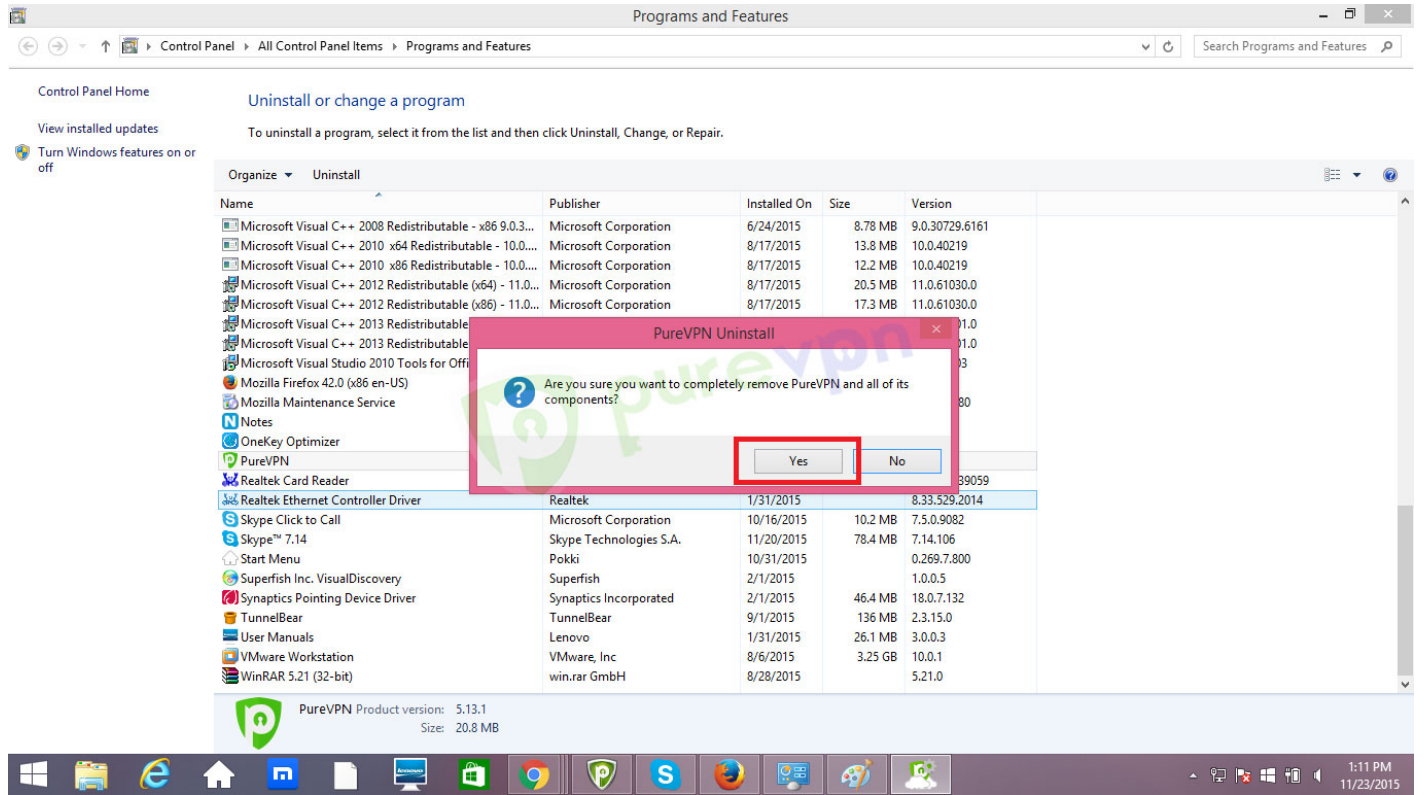 Programs and Features
Control Panel All Control Panel Items Programs and Features
Search Programs and Features
Control Panel Home
View installed updates
Turn Windows features on or
off
Uninstall or change a program
To uninstall a program, select it from the list and then click Uninstall, Change, or Repair.
Organize Uninstall
Name Publisher Installed On Size Version
Microsoft Visual C++ 2008 Redistributable - x86 9.0.3... Microsoft Corporation 6/24/2015 8.78 MB 9.0.30729.6161
Microsoft Visual C++ 2010 x64 Redistributable - 10.0.... Microsoft Corporation 8/17/2015 13.8 MB 10.0.40219
Microsoft Visual C++ 2010 x86 Redistributable - 10.0.... Microsoft Corporation 8/17/2015 12.2 MB 10.0.40219
Microsoft Visual C++ 2012 Redistributable (x64) - 11.0... Microsoft Corporation 8/17/2015 20.5 MB 11.0.61030.0
Microsoft Visual C++ 2012 Redistributable (x86) - 11.0... Microsoft Corporation 8/17/2015 17.3 MB 11.0.61030.0
Microsoft Visual C++ 2013 Redistributable
Microsoft Visual C++ 2013 Redistributable
Microsoft Visual Studio 2010 Tools for Offi
Mozilla Firefox 42.0 (x86 en-US)
Mozilla Maintenance Service
Notes
OneKey Optimizer
PureVPN
Realtek Card Reader 39059
Realtek Ethernet Controller Driver Realtek 1/31/2015 8.33.529.2014
Skype Click to Call Microsoft Corporation 10/16/2015 10.2 MB 7.5.0.9082
Skype™ 7.14 Skype Technologies S.A. 11/20/2015 78.4 MB 7.14.106
Start Menu Pokki 10/31/2015 0.269.7.800
Superfish Inc. VisualDiscovery Superfish 2/1/2015 1.0.0.5
Synaptics Pointing Device Driver Synaptics Incorporated 2/1/2015 46.4 MB 18.0.7.132
TunnelBear TunnelBear 9/1/2015 136 MB 2.3.15.0
User Manuals Lenovo 1/31/2015 26.1 MB 3.0.0.3
VMware Workstation VMware, Inc 8/6/2015 3.25 GB 10.0.1
WinRAR 5.21 (32-bit) win.rar GmbH 8/28/2015 5.21.0
PureVPN Uninstall
purevpn
Are you sure you want to completely remove PureVPN and all of its
components?
Yes No
PureVPN Product version: 5.13.1
Size: 20.8 MB
1:11 PM
11/23/2015